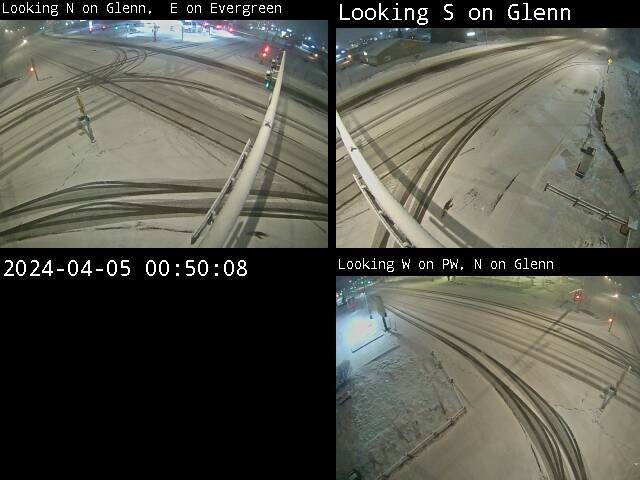 Looking N on Glenn,  E on Evergreen
Looking S on Glenn
2024-04-05 00:50:08
Looking W on PW, N on Glenn